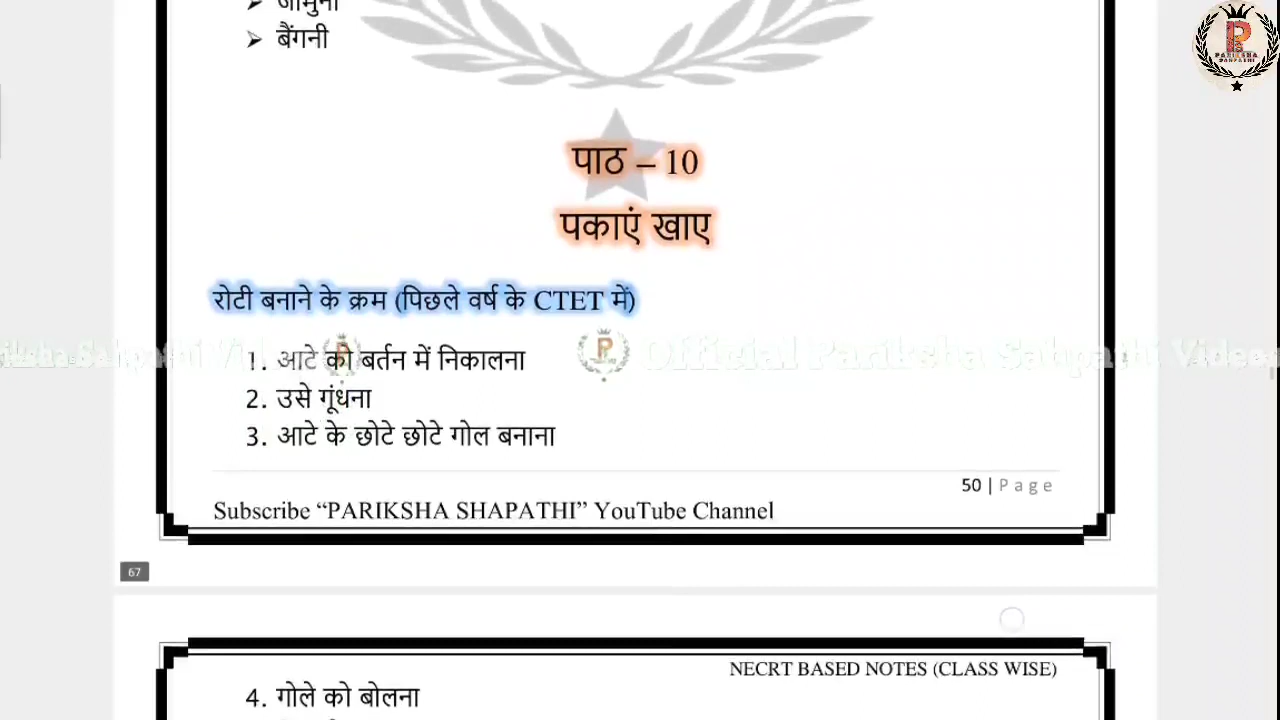 जामुनी
➢ बैंगनी
पाठ – 10
पकाएं खाए
रोटी बनाने के क्रम (पिछले वर्ष के CTET में)
1. आटे को बर्तन में निकालना
Official Pariksha Sahpathi Videos
2. उसे गूंधना
3. आटे के छोटे छोटे गोल बनाना
50 | Page
Subscribe “PARIKSHA SHAPATHI” YouTube Channel
67
NECRT BASED NOTES (CLASS WISE)
4. गोले को बोलना